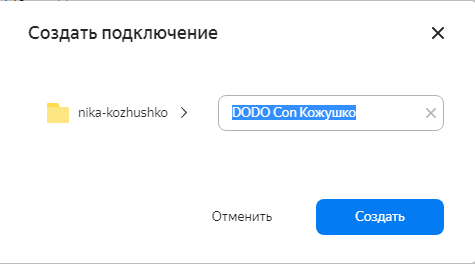 Создать подключение
nika-kozhushko
DODO Con Кожушко
Отменить
Создать